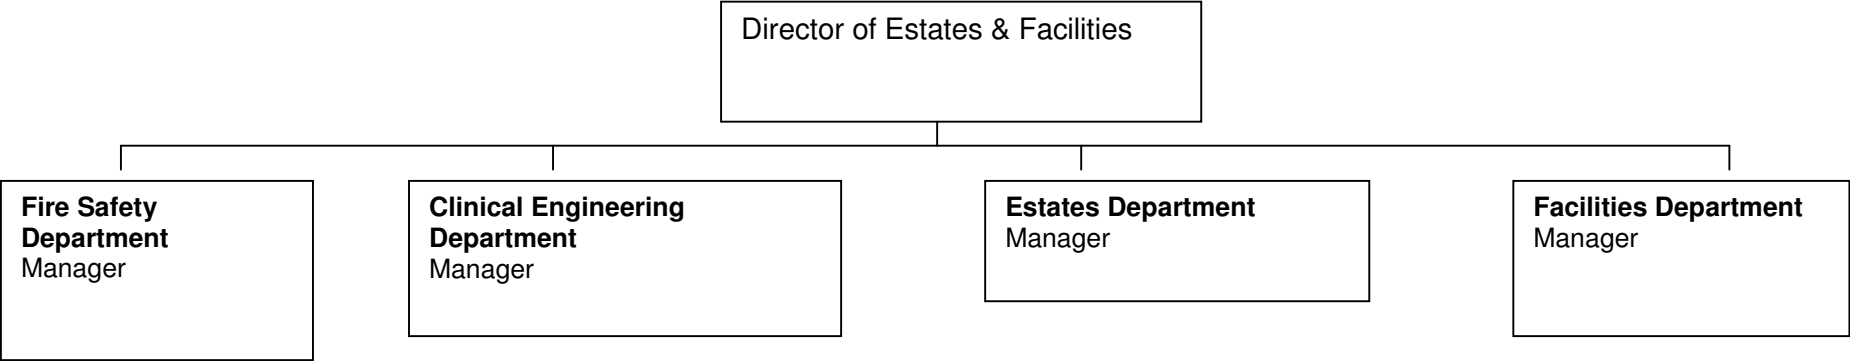 Director of Estates & Facilities
Fire Safety
Department
Manager
Clinical Engineering
Department
Manager
Estates Department
Manager
Facilities Department
Manager